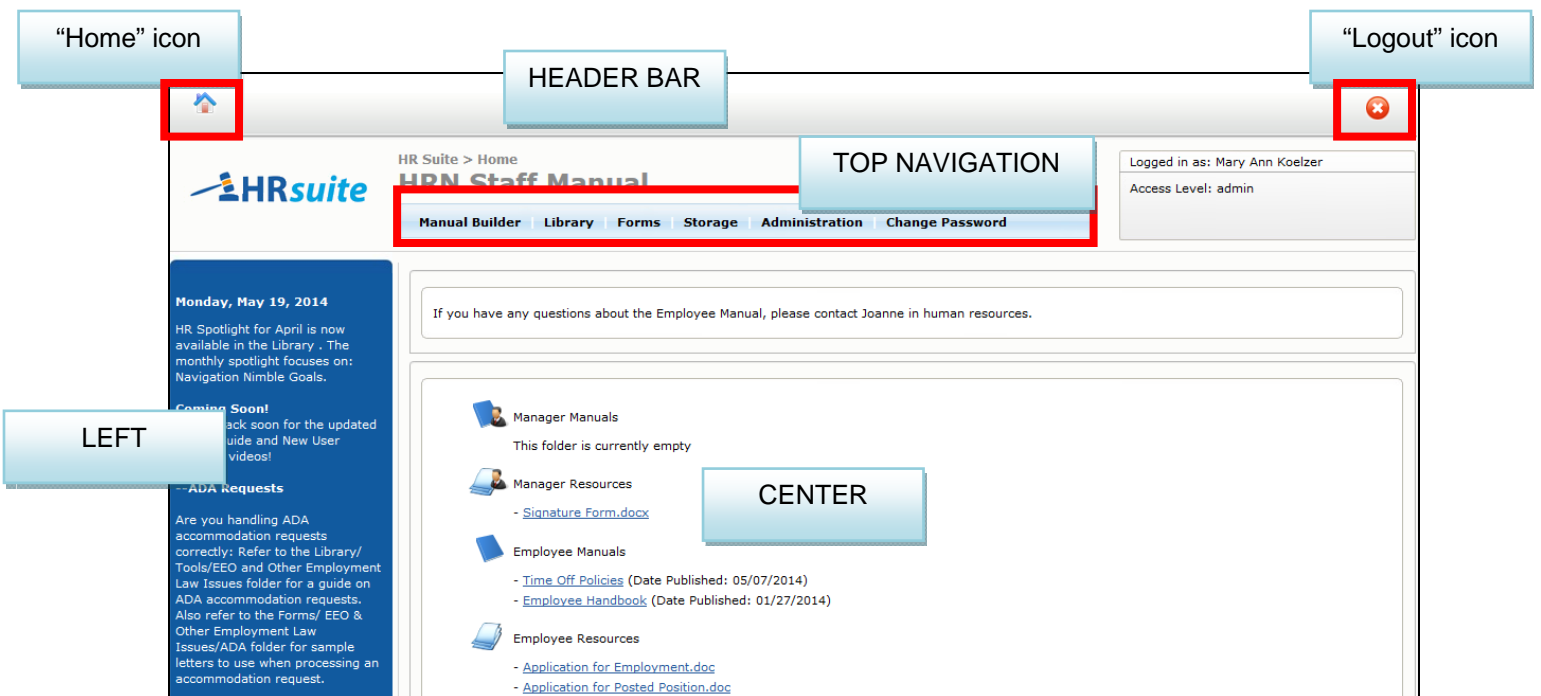 “Home” icon
“Logout” icon
HEADER BAR
HR Suite > Home
HRN Staff Manual
TOP NAVIGATION
Logged in as: Mary Ann Koelzer
Access Level: admin
HRsuite
Manual Builder Library Forms Storage Administration Change Password
Monday, May 19, 2014
HR Spotlight for April is now
available in the Library . The
monthly spotlight focuses on:
Navigation Nimble Goals.
Coming Soon!
ack soon for the updated
uide and New User
videos!
LEFT
--ADA Requests
Are you handling ADA
accommodation requests
correctly: Refer to the Library/
Tools/EEO and Other Employment
Law Issues folder for a guide on
ADA accommodation requests.
Also refer to the Forms/ EEO &
Other Employment Law
Issues/ADA folder for sample
letters to use when processing an
accommodation request.
If you have any questions about the Employee Manual, please contact Joanne in human resources.
Manager Manuals
This folder is currently empty
Manager Resources
- Signature Form.docx
CENTER
Employee Manuals
- Time Off Policies (Date Published: 05/07/2014)
- Employee Handbook (Date Published: 01/27/2014)
Employee Resources
- Application for Employment.doc
- Application for Posted Position.doc